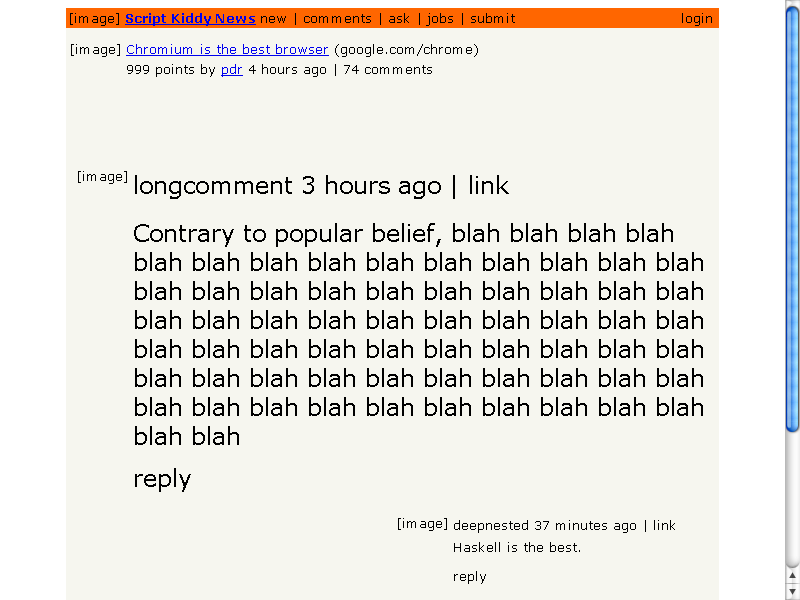 [image] Script Kiddy News new | comments | ask | jobs | submit login
[image] Chromium is the best browser (google.com/chrome)
999 points by pdr 4 hours ago | 74 comments
[image] longcomment 3 hours ago | link
Contrary to popular belief, blah blah blah blah
blah blah blah blah blah blah blah blah blah blah
blah blah blah blah blah blah blah blah blah blah
blah blah blah blah blah blah blah blah blah blah
blah blah blah blah blah blah blah blah blah blah
blah blah blah blah blah blah blah blah blah blah
blah blah blah blah blah blah blah blah blah blah
blah blah
reply
[image] deepnested 37 minutes ago | link
Haskell is the best.
reply